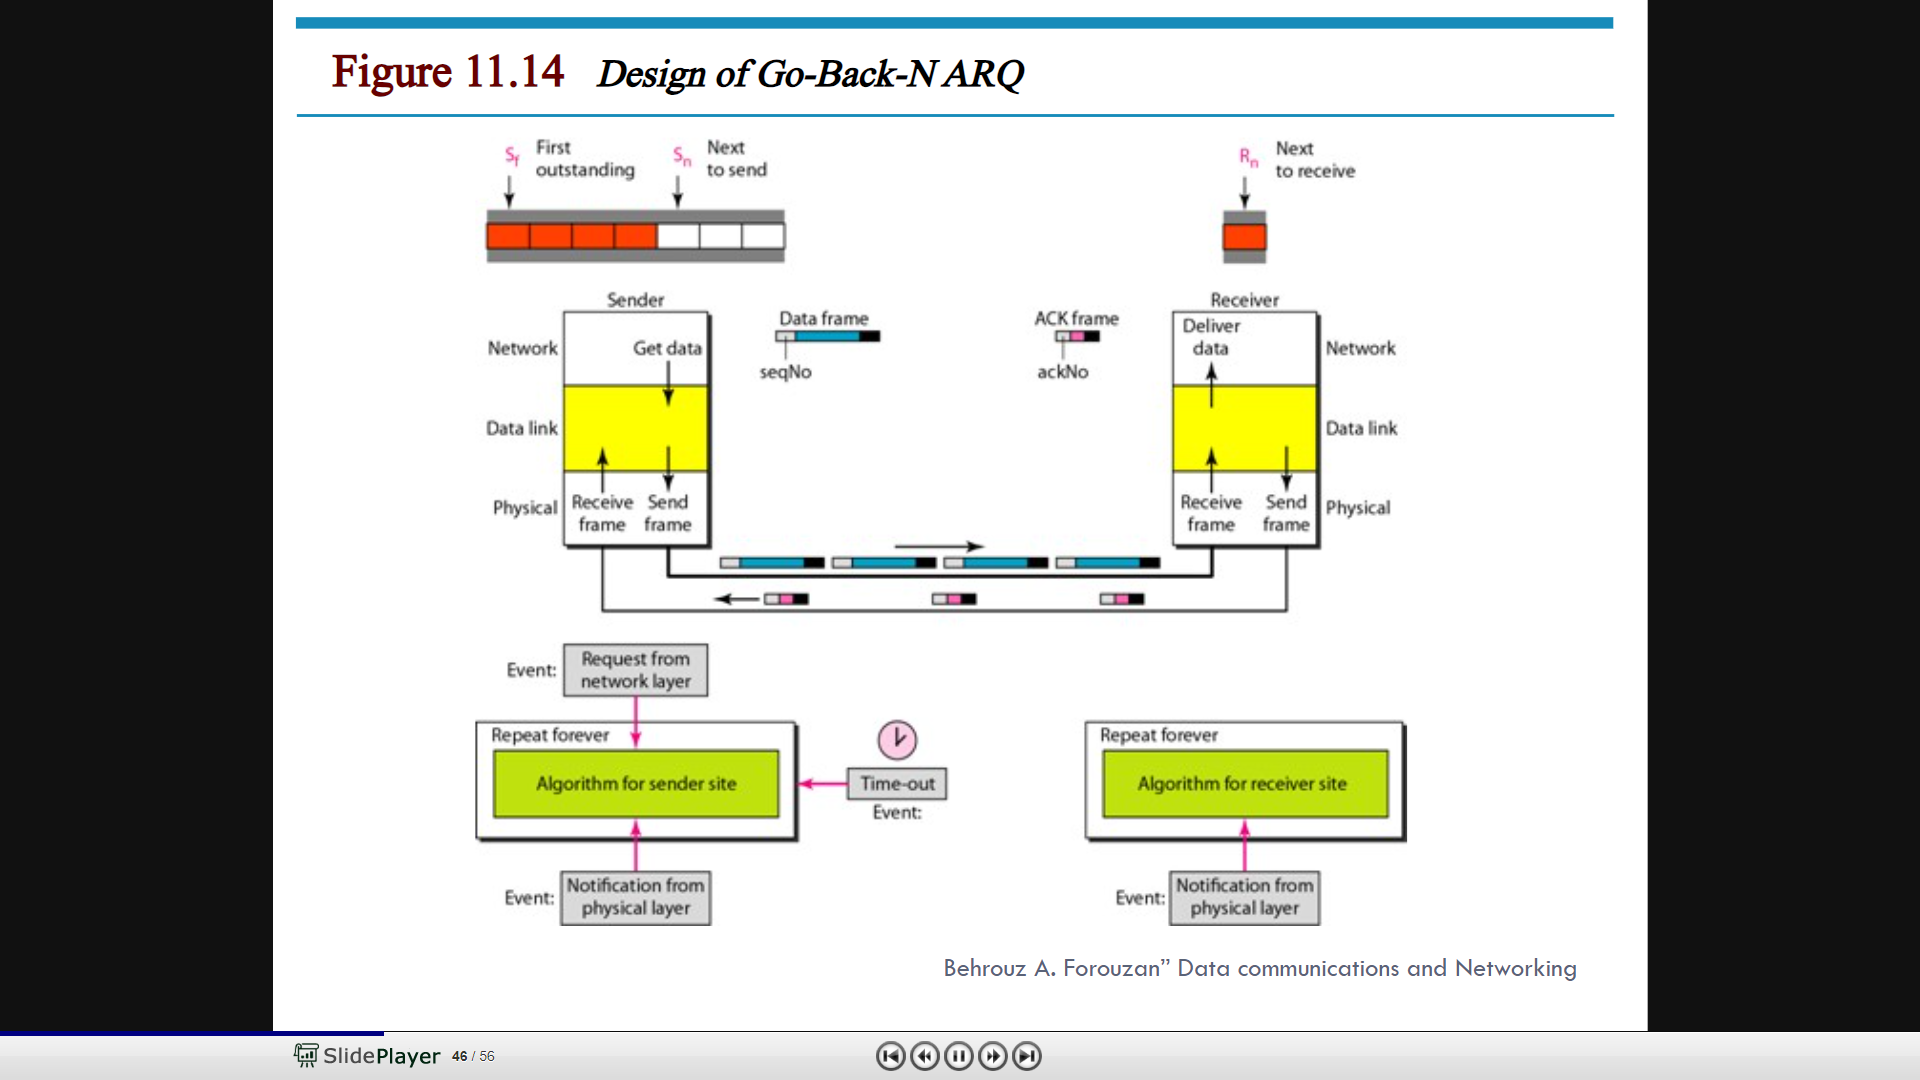 Figure 11.14 Design of Go-Back-N ARQ
Sf First
outstanding
Sn Next
to send
Rn Next
to receive
Sender
Receiver
Network
Get data
Data link
Physical
Receive
frame
Send
frame
Data frame
seqNo
ACK frame
ackNo
Deliver
data
Network
Data link
Receive
frame
Send
frame
Physical
Event:
Request from
network layer
Repeat forever
Algorithm for sender site
Time-out
Event:
Event:
Notification from
physical layer
Repeat forever
Algorithm for receiver site
Event:
Notification from
physical layer
Behrouz A. Forouzan” Data communications and Networking
SlidePlayer 46 / 56